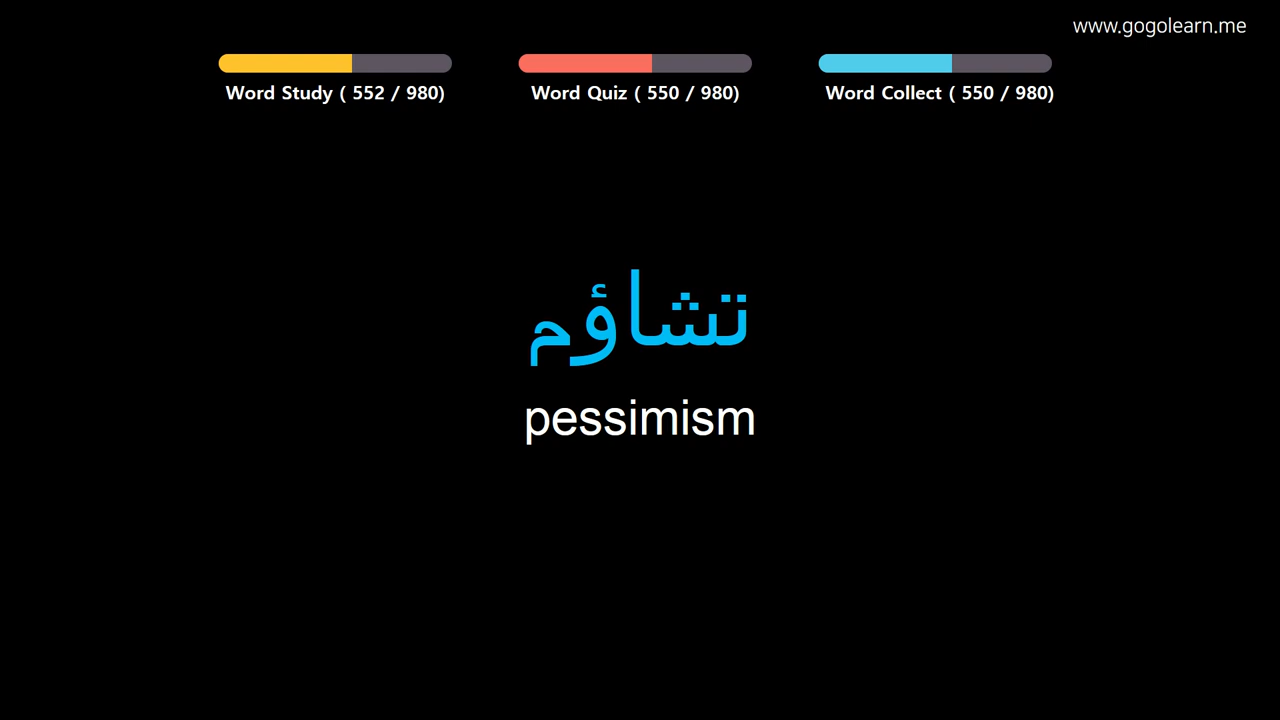 www.gogolearn.me
Word Study ( 552 / 980)
Word Quiz ( 550 / 980)
Word Collect ( 550 / 980)
تشاؤم
pessimism